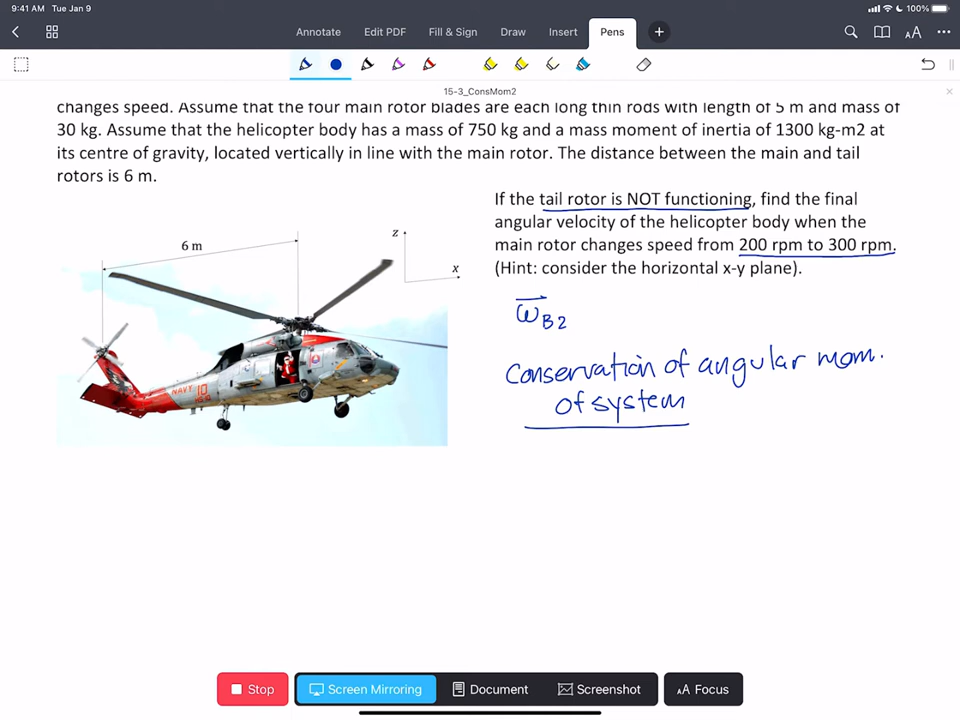 9:41 AM Tue Jan 9
100%
Annotate Edit PDF Fill & Sign Draw Insert Pens
AA
15-3_ConsMom2
changes speed. Assume that the four main rotor blades are each long thin rods with length of 5 m and mass of
30 kg. Assume that the helicopter body has a mass of 750 kg and a mass moment of inertia of 1300 kg-m2 at
its centre of gravity, located vertically in line with the main rotor. The distance between the main and tail
rotors is 6 m.
If the tail rotor is NOT functioning, find the final
angular velocity of the helicopter body when the
main rotor changes speed from 200 rpm to 300 rpm.
(Hint: consider the horizontal x-y plane).
6 m
z
x
NAVY 10
ω⃗B2
conservation of angular mom.
of system
Stop Screen Mirroring Document Screenshot AA Focus